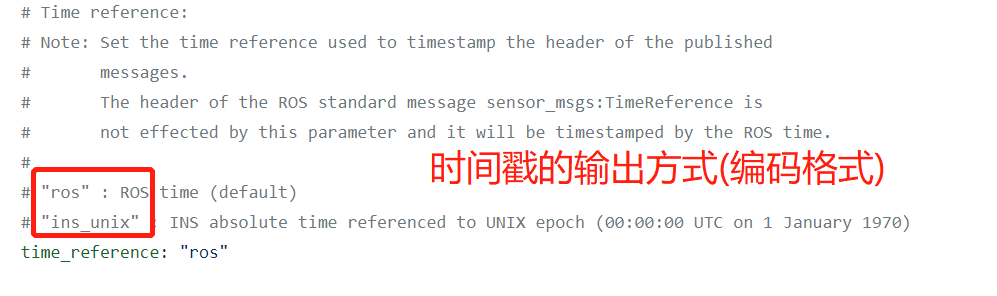 # Time reference:
# Note: Set the time reference used to timestamp the header of the published
#       messages.
#       The header of the ROS standard message sensor_msgs:TimeReference is
#       not effected by this parameter and it will be timestamped by the ROS time.
#
时间戳的输出方式(编码格式)
# "ros" : ROS time (default)
# "ins_unix" : INS absolute time referenced to UNIX epoch (00:00:00 UTC on 1 January 1970)
time_reference: "ros"